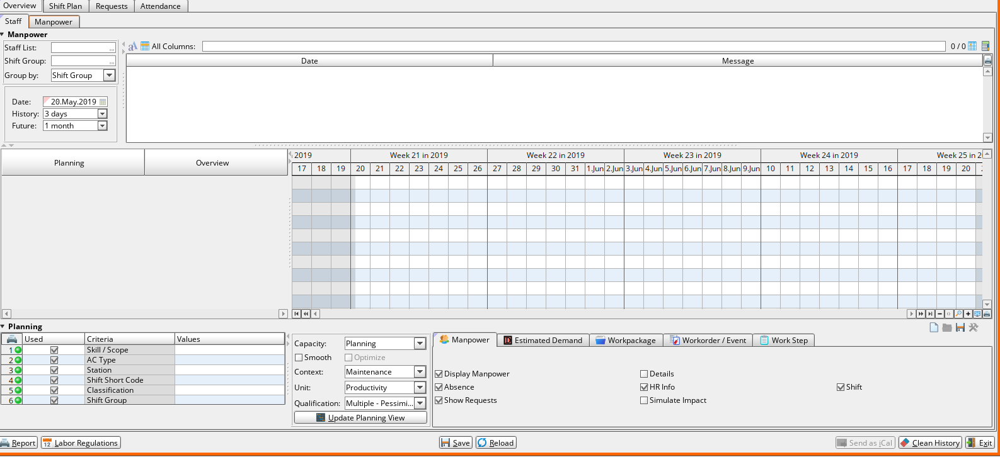 Overview Shift Plan Requests Attendance
Staff Manpower
Manpower
Staff List:
Shift Group:
Group by: Shift Group
Date: 20.May.2019
History: 3 days
Future: 1 month
All Columns: 0 / 0
Date Message
Planning Overview
2019 Week 21 in 2019 Week 22 in 2019 Week 23 in 2019 Week 24 in 2019 Week 25 in 20
17 18 19 20 21 22 23 24 25 26 27 28 29 30 31 1.Jun 2.Jun 3.Jun 4.Jun 5.Jun 6.Jun 7.Jun 8.Jun 9.Jun 10 11 12 13 14 15 16 17 18 19 20
Planning
Used Criteria Values
1 Skill / Scope
2 AC Type
3 Station
4 Shift Short Code
5 Classification
6 Shift Group
Capacity: Planning
Smooth Optimize
Context: Maintenance
Unit: Productivity
Qualification: Multiple - Pessimi...
Update Planning View
Manpower Estimated Demand Workpackage Workorder / Event Work Step
Display Manpower Details
Absence HR Info Shift
Show Requests Simulate Impact
Report 12 Labor Regulations Save Reload Send as iCal Clean History Exit